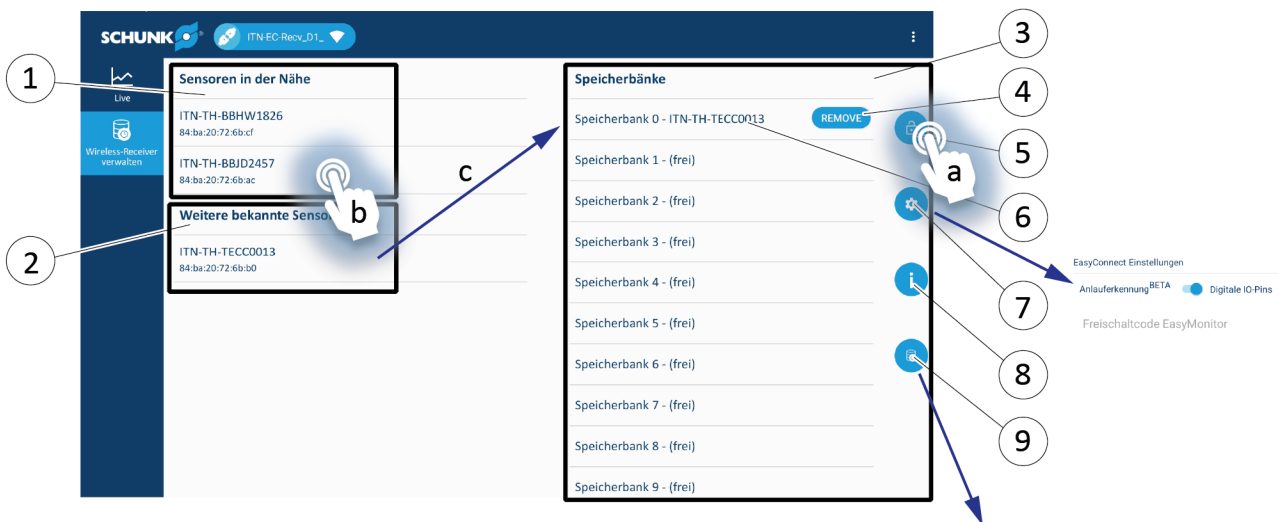 SCHUNK
ITN-EC-Recv_D1_
Live
Wireless-Receiver
verwalten
1
Sensoren in der Nähe
ITN-TH-BBHW1826
84:ba:20:72:6b:cf
ITN-TH-BBJD2457
84:ba:20:72:6b:ac
b
2
Weitere bekannte Sensor
ITN-TH-TECC0013
84:ba:20:72:6b:b0
c
Speicherbänke
Speicherbank 0 - ITN-TH-TECC0013
REMOVE
Speicherbank 1 - (frei)
Speicherbank 2 - (frei)
Speicherbank 3 - (frei)
Speicherbank 4 - (frei)
Speicherbank 5 - (frei)
Speicherbank 6 - (frei)
Speicherbank 7 - (frei)
Speicherbank 8 - (frei)
Speicherbank 9 - (frei)
a
3
4
5
6
7
8
9
EasyConnect Einstellungen
Anlauferkennung BETA Digitale IO-Pins
Freischaltcode EasyMonitor